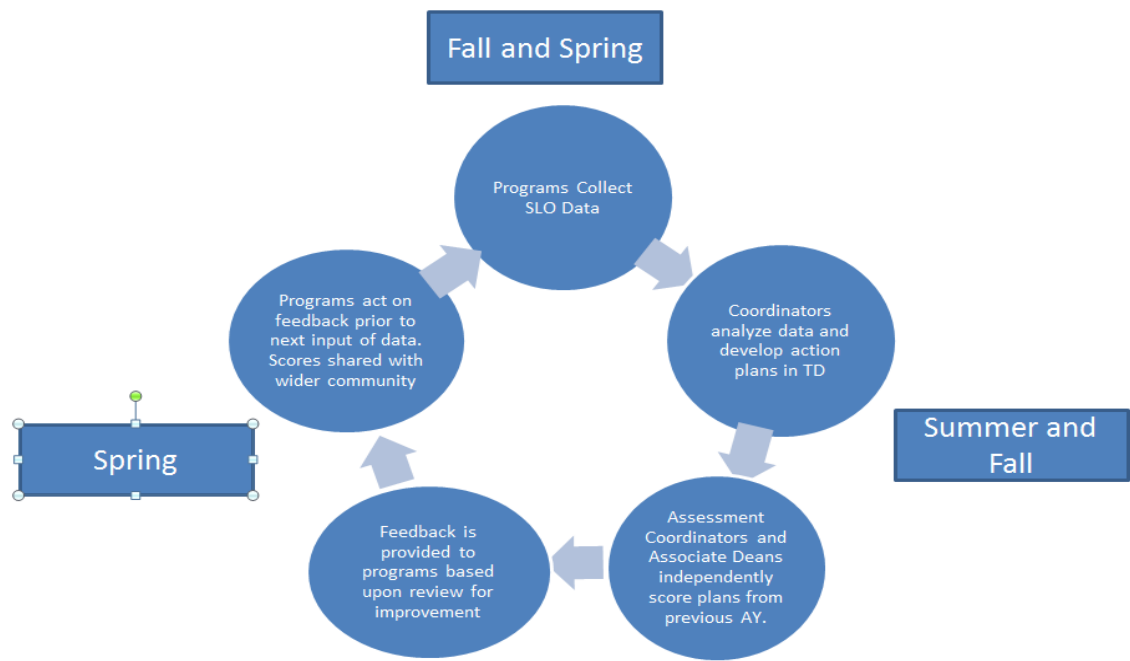 Fall and Spring
Programs Collect
SLO Data
Coordinators
analyze data and
develop action
plans in TD
Summer and
Fall
Assessment
Coordinators and
Associate Deans
independently
score plans from
previous AY.
Feedback is
provided to
programs based
upon review for
improvement
Spring
Programs act on
feedback prior to
next input of data.
Scores shared with
wider community